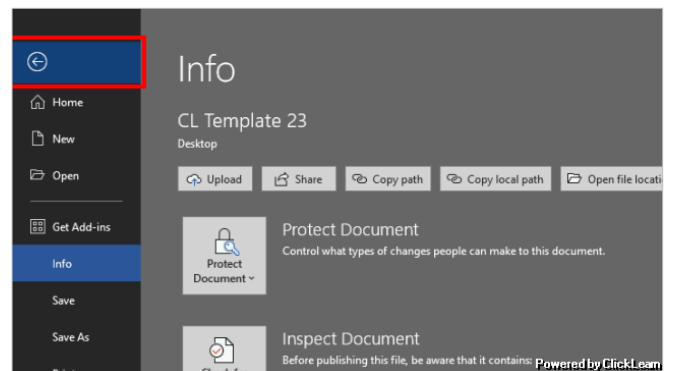 Info
Home
New
Open
Get Add-ins
Info
Save
Save As
CL Template 23
Desktop
Upload
Share
Copy path
Copy local path
Open file locati
Protect
Document
Protect Document
Control what types of changes people can make to this document.
Inspect Document
Before publishing this file, be aware that it contains:
Powered by ClickLearn